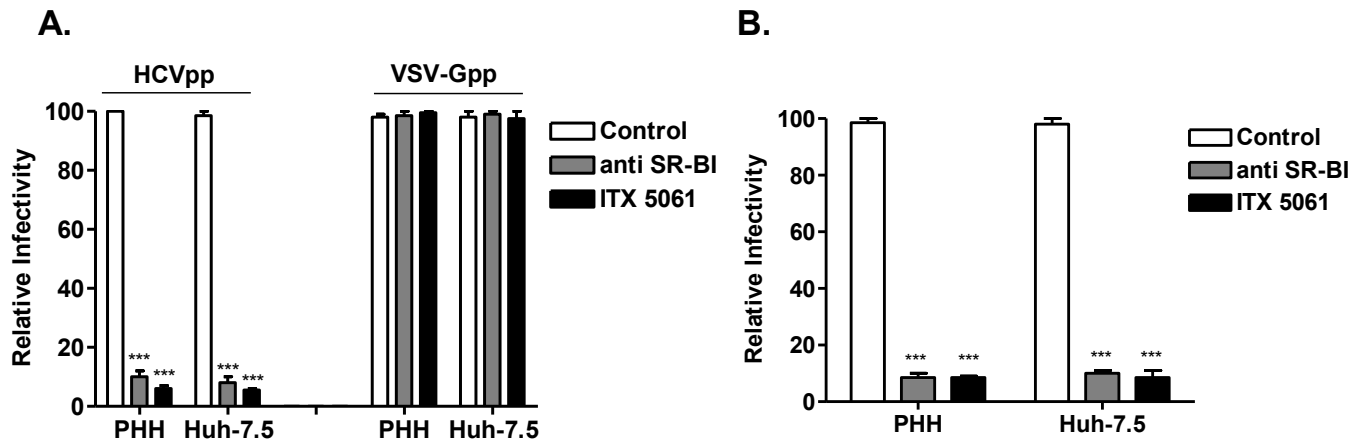 A.
HCVpp
VSV-Gpp
Relative Infectivity
100
80
60
40
20
0
***
***
***
***
PHH
Huh-7.5
PHH
Huh-7.5
Control
anti SR-BI
ITX 5061
B.
Relative Infectivity
100
80
60
40
20
0
***
***
***
***
PHH
Huh-7.5
Control
anti SR-BI
ITX 5061